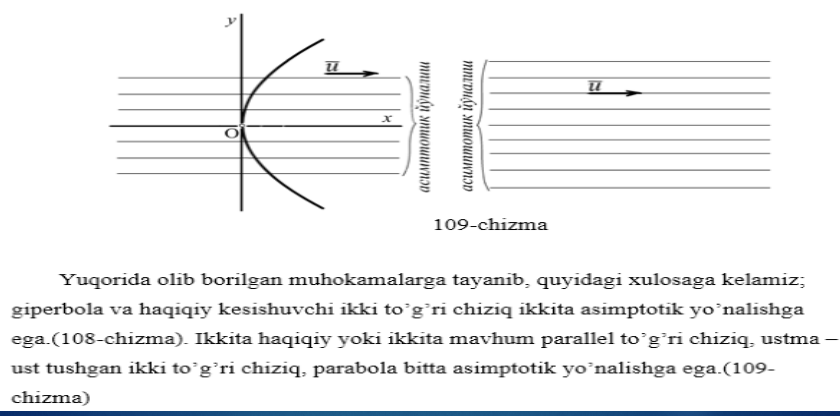 y
u
x
O
асимптотик йўналиш
асимптотик йўналиш
u
109-chizma
Yuqorida olib borilgan muhokamalarga tayanib, quyidagi xulosaga kelamiz;
giperbola va haqiqiy kesishuvchi ikki to’g’ri chiziq ikkita asimptotik yo’nalishga
ega.(108-chizma). Ikkita haqiqiy yoki ikkita mavhum parallel to’g’ri chiziq, ustma –
ust tushgan ikki to’g’ri chiziq, parabola bitta asimptotik yo’nalishga ega.(109-
chizma)